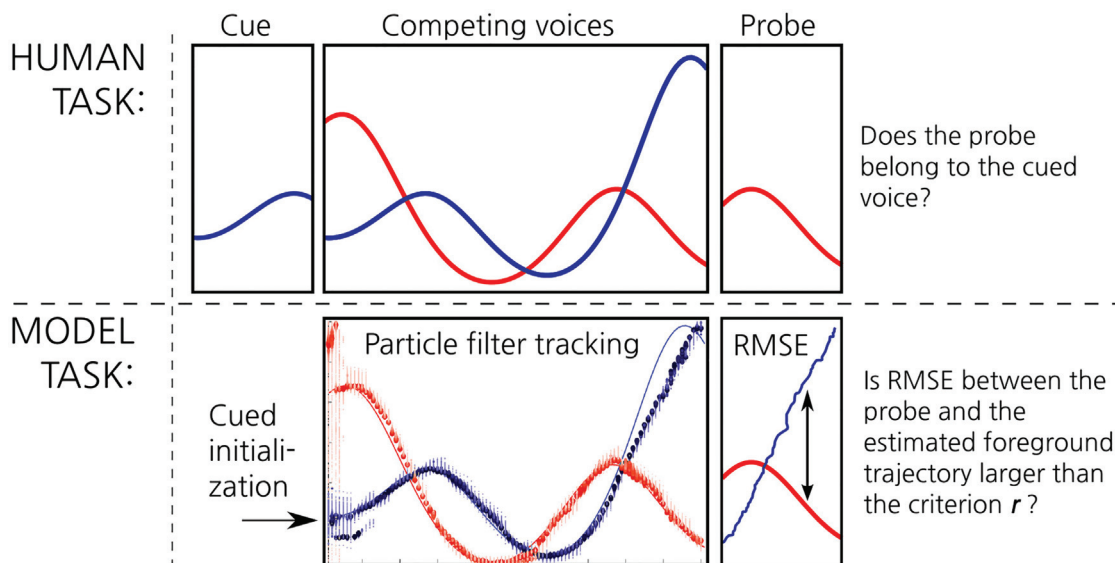 HUMAN
TASK:
Cue
Competing voices
Probe
Does the probe
belong to the cued
voice?
MODEL
TASK:
Cued
initiali-
zation
Particle filter tracking
RMSE
Is RMSE between the
probe and the
estimated foreground
trajectory larger than
the criterion r ?